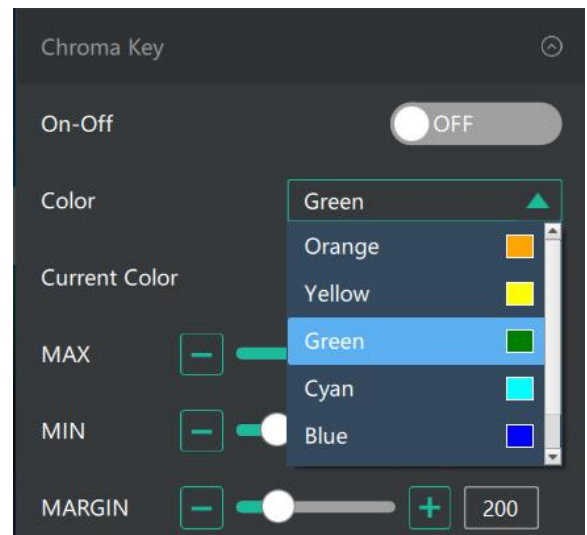 Chroma Key
On-Off OFF
Color Green
Orange
Current Color
Yellow
Green
MAX
Cyan
MIN
Blue
MARGIN 200